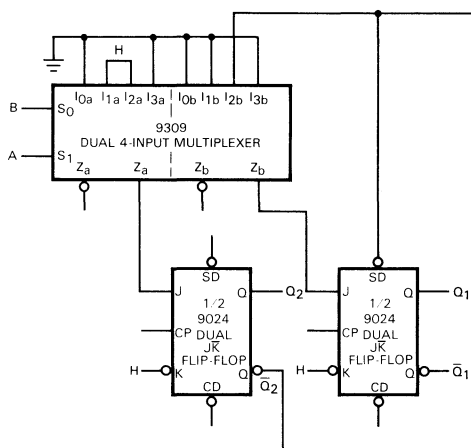 H
I0a I1a I2a I3a I0b I1b I2b I3b
B S0
9309
DUAL 4-INPUT MULTIPLEXER
A S1
Za Za Zb Zb
SD
J Q Q2
1/2
9024
CP DUAL
JK̅
FLIP-FLOP
H K Q Q̅2
CD
SD
J Q Q1
1/2
9024
CP DUAL
JK̅
FLIP-FLOP
H K Q Q̅1
CD